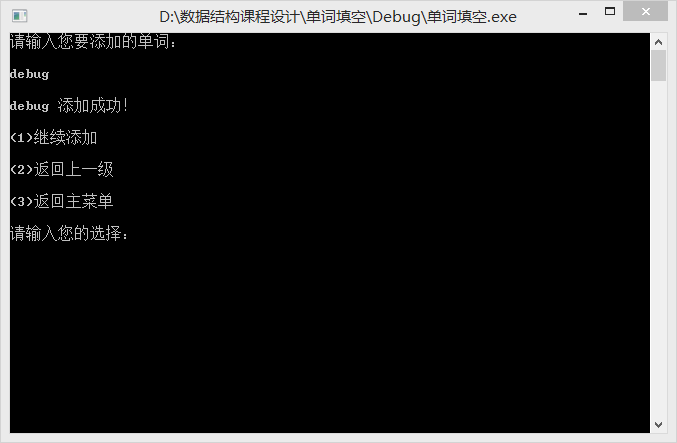 D:\数据结构课程设计\单词填空\Debug\单词填空.exe
请输入您要添加的单词:
debug
debug 添加成功!
(1)继续添加
(2)返回上一级
(3)返回主菜单
请输入您的选择: